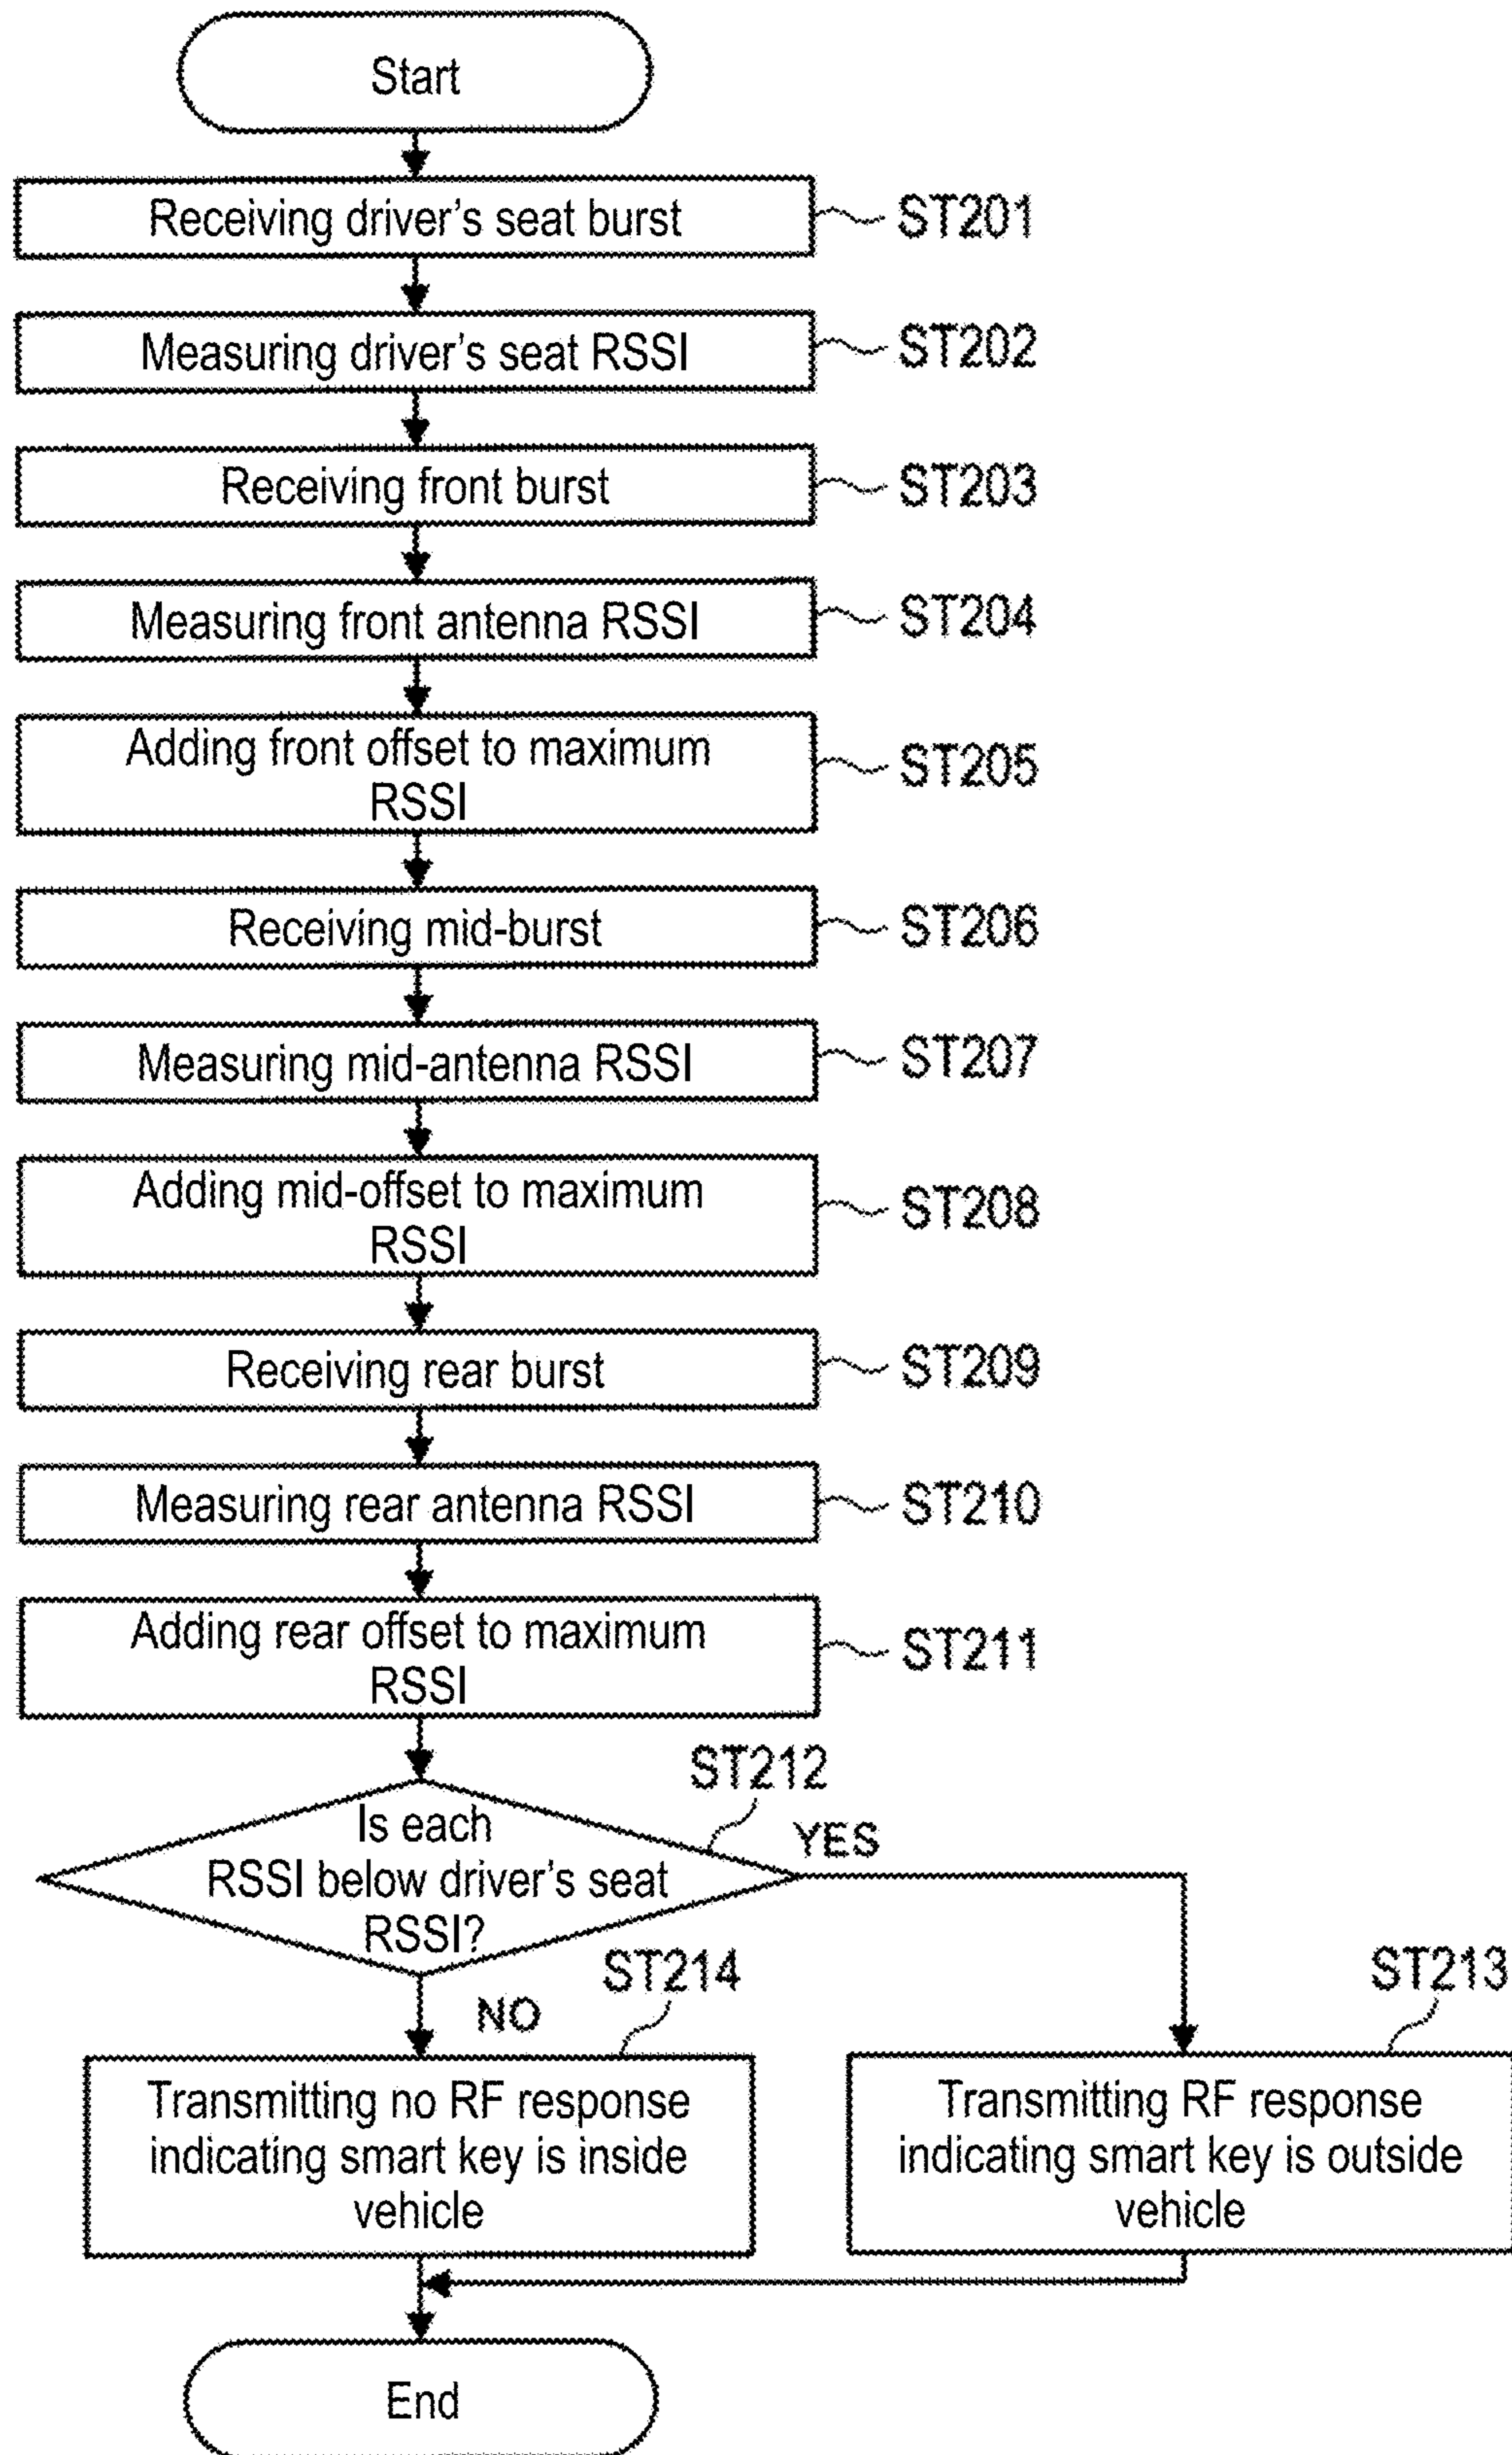 Start
Receiving driver's seat burst
ST201
Measuring driver's seat RSSI
ST202
Receiving front burst
ST203
Measuring front antenna RSSI
ST204
Adding front offset to maximum
RSSI
ST205
Receiving mid-burst
ST206
Measuring mid-antenna RSSI
ST207
Adding mid-offset to maximum
RSSI
ST208
Receiving rear burst
ST209
Measuring rear antenna RSSI
ST210
Adding rear offset to maximum
RSSI
ST211
ST212
Is each
RSSI below driver's seat
RSSI?
YES
NO
ST214
ST213
Transmitting no RF response
indicating smart key is inside
vehicle
Transmitting RF response
indicating smart key is outside
vehicle
End